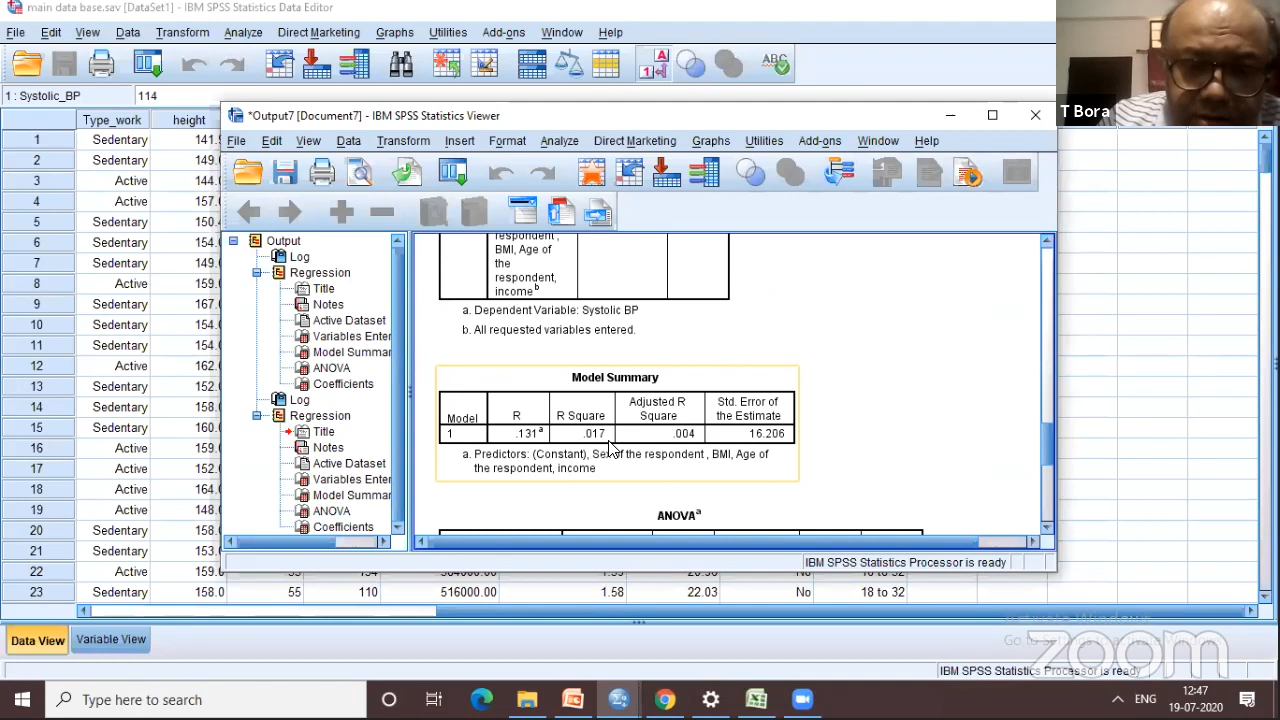 main data base.sav [DataSet1] - IBM SPSS Statistics Data Editor
File Edit View Data Transform Analyze Direct Marketing Graphs Utilities Add-ons Window Help
1 : Systolic_BP 114
T Bora
*Output7 [Document7] - IBM SPSS Statistics Viewer
File Edit View Data Transform Insert Format Analyze Direct Marketing Graphs Utilities Add-ons Window Help
Type_work height
1 Sedentary 141.
2 Sedentary 149.
3 Active 144.
4 Active 157.
5 Sedentary 150.
6 Sedentary 154.
7 Sedentary 149.
8 Active 159.
9 Sedentary 167.
10 Sedentary 154.
11 Sedentary 154.
12 Active 162.
13 Sedentary 152.
14 Sedentary 158.
15 Sedentary 160.
16 Active 152.
17 Sedentary 150.
18 Active 164.
19 Active 148.
20 Sedentary 158.
21 Sedentary 153.
22 Active 159.
23 Sedentary 158.0 55 110 516000.00 1.58 22.03 No 18 to 32
Output
Log
Regression
Title
Notes
Active Dataset
Variables Enter
Model Summa
ANOVA
Coefficients
Log
Regression
Title
Notes
Active Dataset
Variables Enter
Model Summa
ANOVA
Coefficients
respondent ,
BMI, Age of
the
respondent,
income b
a. Dependent Variable: Systolic BP
b. All requested variables entered.
Model Summary
Model R R Square Adjusted R Square Std. Error of the Estimate
1 .131a .017 .004 16.206
a. Predictors: (Constant), Sex of the respondent , BMI, Age of
the respondent, income
ANOVAa
IBM SPSS Statistics Processor is ready
Data View Variable View
zoom
IBM SPSS Statistics Processor is ready
Type here to search
ENG
12:47
19-07-2020